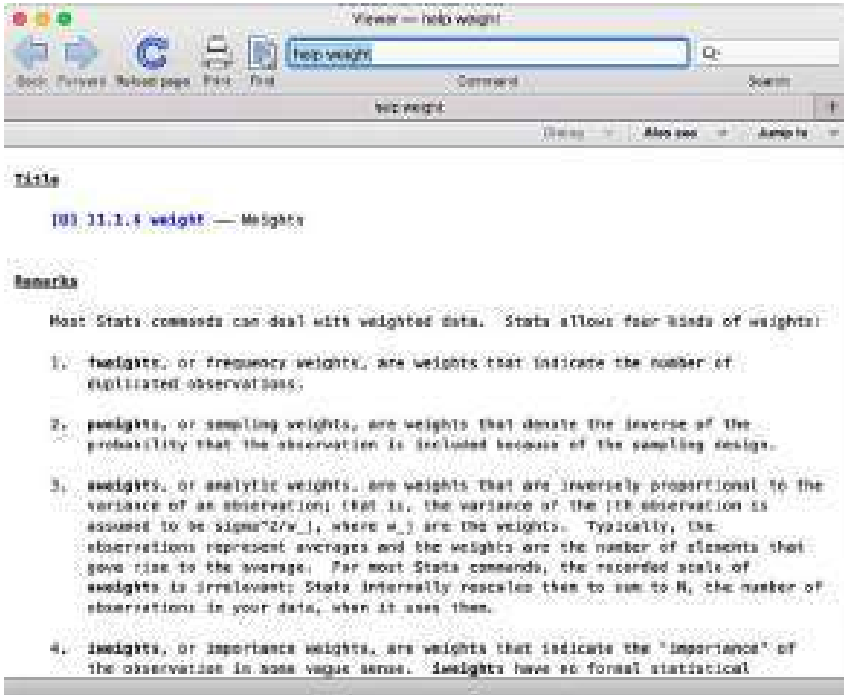 Viewer — help weight
help weight
Back Forward Reload page Print Find Command Search
help weight +
Dialog Also see Jump to
Title
[U] 11.1.6 weight — Weights
Remarks
Most Stata commands can deal with weighted data. Stata allows four kinds of weights:
1. fweights, or frequency weights, are weights that indicate the number of
duplicated observations.
2. pweights, or sampling weights, are weights that denote the inverse of the
probability that the observation is included because of the sampling design.
3. aweights, or analytic weights, are weights that are inversely proportional to the
variance of an observation; that is, the variance of the jth observation is
assumed to be sigma^2/w_j, where w_j are the weights. Typically, the
observations represent averages and the weights are the number of elements that
gave rise to the average. For most Stata commands, the recorded scale of
aweights is irrelevant; Stata internally rescales them to sum to N, the number of
observations in your data, when it uses them.
4. iweights, or importance weights, are weights that indicate the "importance" of
the observation in some vague sense. iweights have no formal statistical